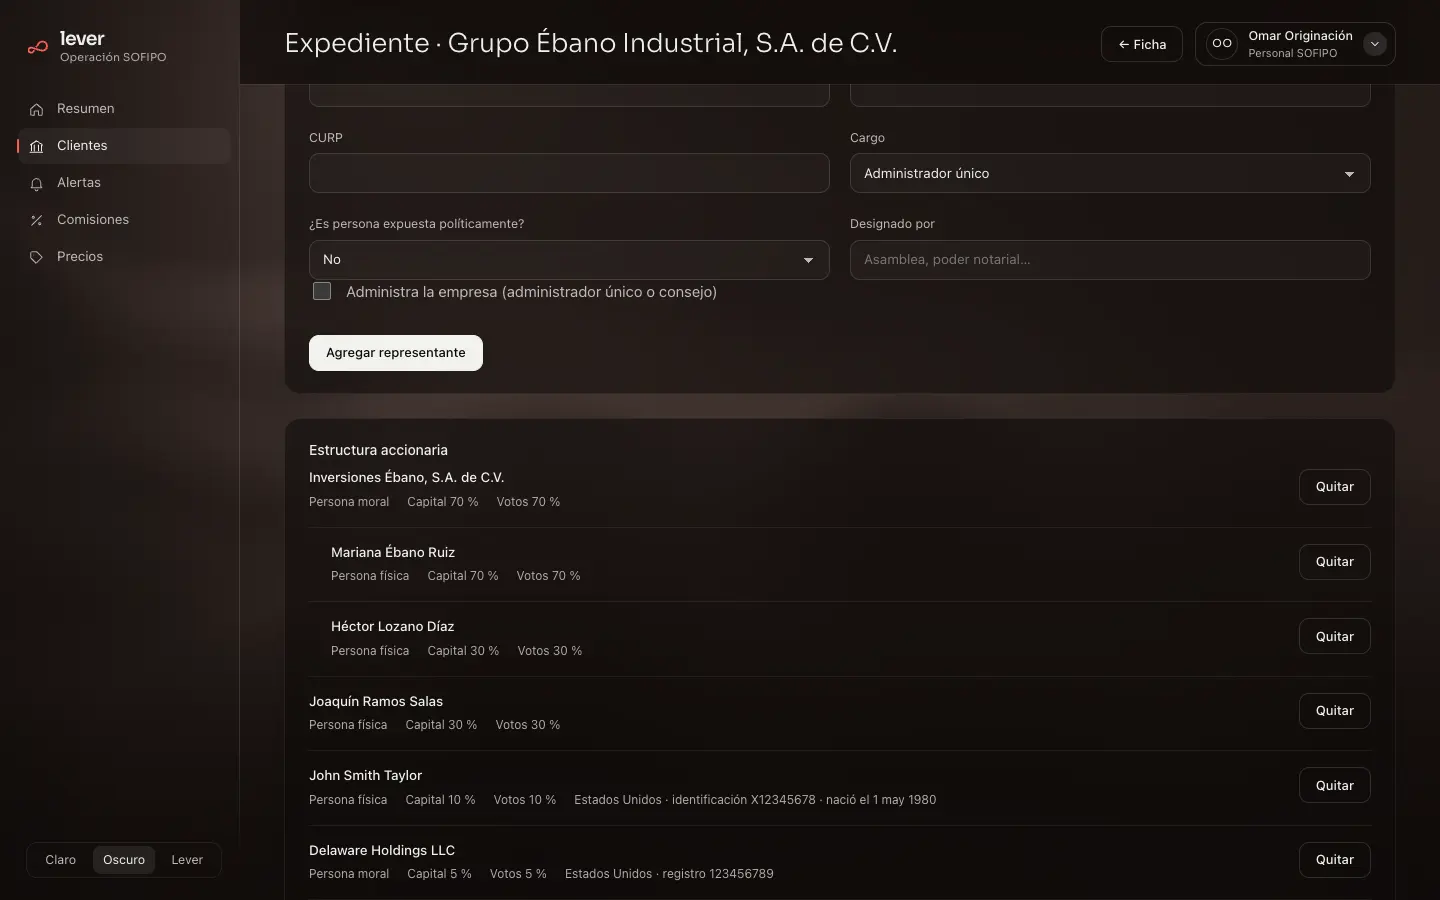 lever
Operación SOFIPO
Resumen
Clientes
Alertas
Comisiones
Precios
Claro
Oscuro
Lever
Expediente · Grupo Ébano Industrial, S.A. de C.V.
← Ficha
OO
Omar Originación
Personal SOFIPO
CURP
Cargo
Administrador único
¿Es persona expuesta políticamente?
Designado por
No
Asamblea, poder notarial...
Administra la empresa (administrador único o consejo)
Agregar representante
Estructura accionaria
Inversiones Ébano, S.A. de C.V.
Persona moral Capital 70 % Votos 70 %
Quitar
Mariana Ébano Ruiz
Persona física Capital 70 % Votos 70 %
Quitar
Héctor Lozano Díaz
Persona física Capital 30 % Votos 30 %
Quitar
Joaquín Ramos Salas
Persona física Capital 30 % Votos 30 %
Quitar
John Smith Taylor
Persona física Capital 10 % Votos 10 % Estados Unidos · identificación X12345678 · nació el 1 may 1980
Quitar
Delaware Holdings LLC
Persona moral Capital 5 % Votos 5 % Estados Unidos · registro 123456789
Quitar